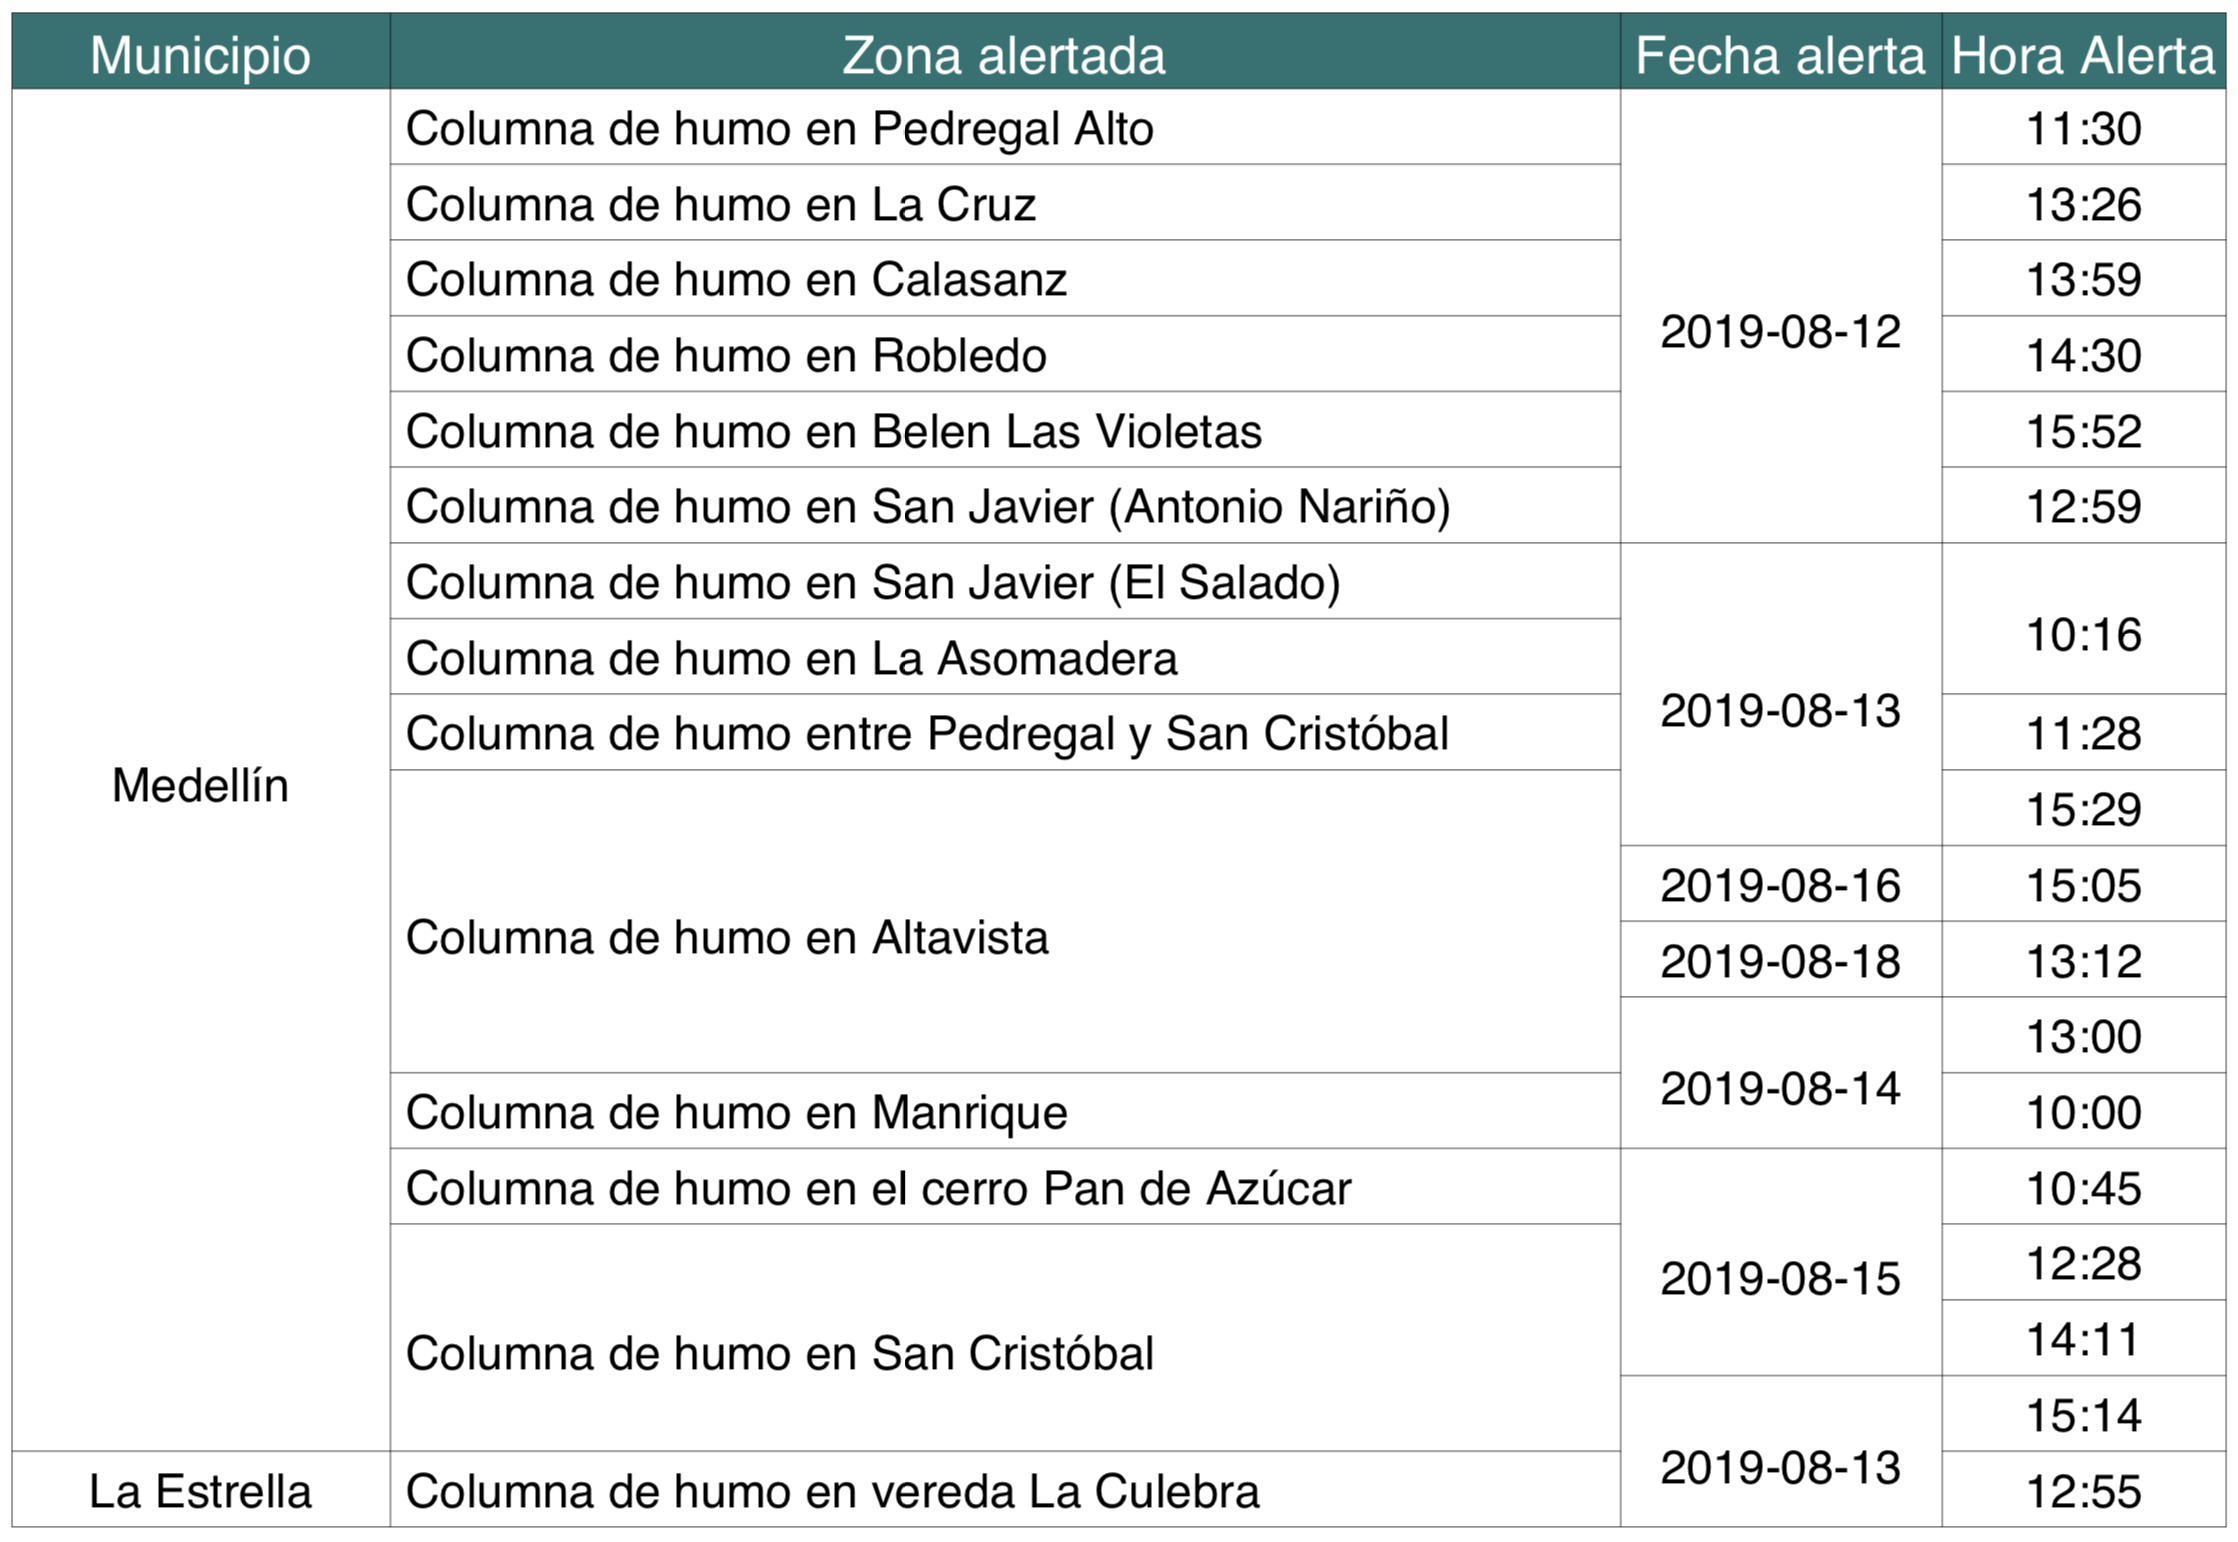 Municipio Zona alertada Fecha alerta Hora Alerta
Columna de humo en Pedregal Alto 11:30
Columna de humo en La Cruz 13:26
Columna de humo en Calasanz 13:59
2019-08-12
Columna de humo en Robledo 14:30
Columna de humo en Belen Las Violetas 15:52
Columna de humo en San Javier (Antonio Nariño) 12:59
Columna de humo en San Javier (El Salado)
10:16
Columna de humo en La Asomadera
2019-08-13
Columna de humo entre Pedregal y San Cristóbal 11:28
Medellín
15:29
2019-08-16 15:05
Columna de humo en Altavista
2019-08-18 13:12
13:00
2019-08-14
Columna de humo en Manrique 10:00
Columna de humo en el cerro Pan de Azúcar 10:45
12:28
2019-08-15
14:11
Columna de humo en San Cristóbal
15:14
2019-08-13
La Estrella Columna de humo en vereda La Culebra 12:55